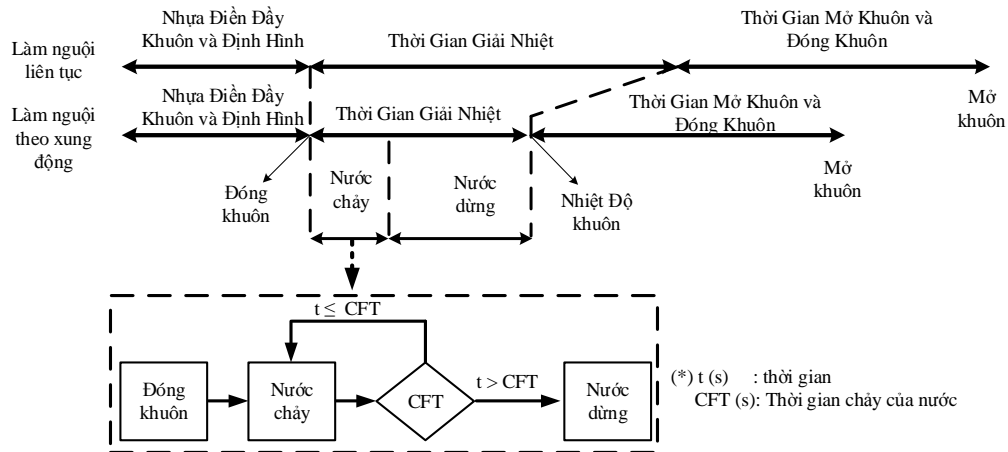 Làm nguội
liên tục
Nhựa Điền Đầy
Khuôn và Định Hình
Thời Gian Giải Nhiệt
Thời Gian Mở Khuôn và
Đóng Khuôn
Mở
khuôn
Làm nguội
theo xung
động
Nhựa Điền Đầy
Khuôn và Định Hình
Thời Gian Giải Nhiệt
Thời Gian Mở Khuôn và
Đóng Khuôn
Mở
khuôn
Đóng
khuôn
Nước
chảy
Nước
dừng
Nhiệt Độ
khuôn
t ≤ CFT
Đóng
khuôn
Nước
chảy
CFT
t > CFT
Nước
dừng
(*) t (s) : thời gian
CFT (s): Thời gian chảy của nước